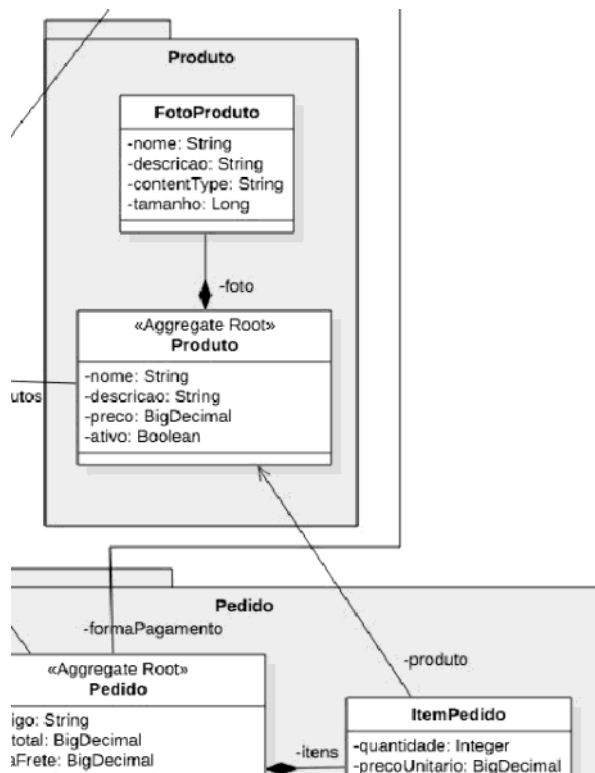 Produto
FotoProduto
-nome: String
-descricao: String
-contentType: String
-tamanho: Long
-foto
«Aggregate Root»
Produto
-nome: String
-descricao: String
-preco: BigDecimal
-ativo: Boolean
utos
Pedido
-formaPagamento
-produto
«Aggregate Root»
Pedido
igo: String
total: BigDecimal
aFrete: BigDecimal
-itens
ItemPedido
-quantidade: Integer
-precoUnitario: BigDecimal